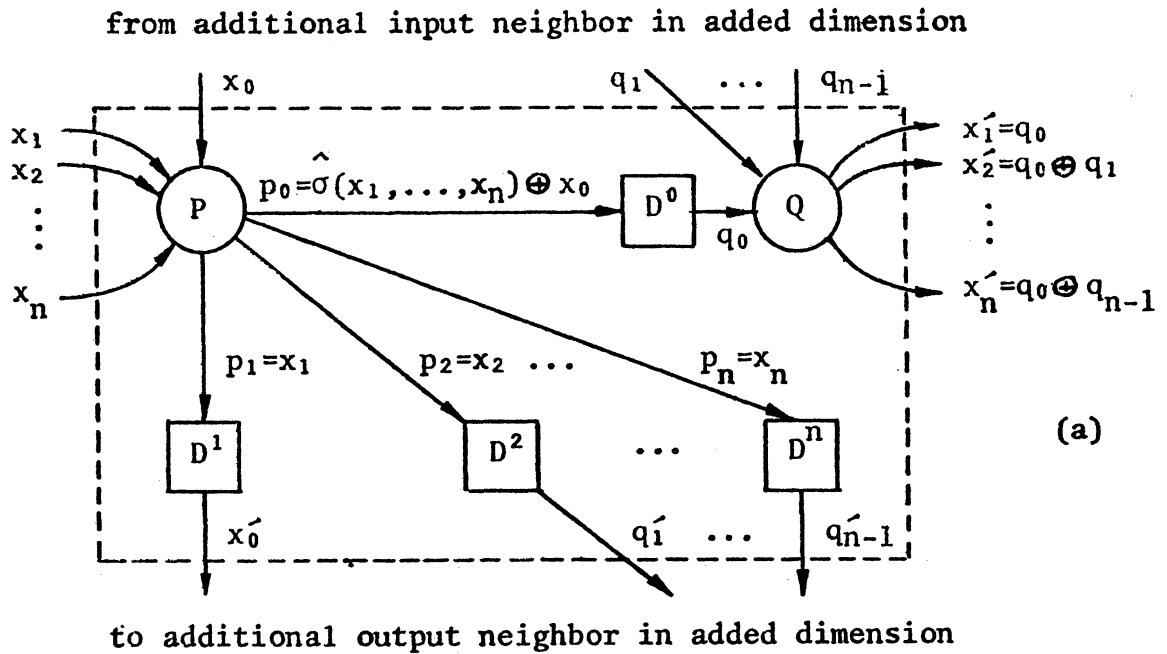 from additional input neighbor in added dimension
x₀ q₁ ... qₙ₋₁
x₁ x₁́=q₀
x₂ x₂́=q₀ ⊕ q₁
P p₀=σ̂(x₁,...,xₙ) ⊕ x₀ D⁰ q₀ Q
⋮ ⋮
xₙ xₙ́=q₀ ⊕ qₙ₋₁
p₁=x₁ p₂=x₂ ... pₙ=xₙ
(a)
D¹ D² ... Dⁿ
x₀́ q₁́ ... qₙ́₋₁
to additional output neighbor in added dimension